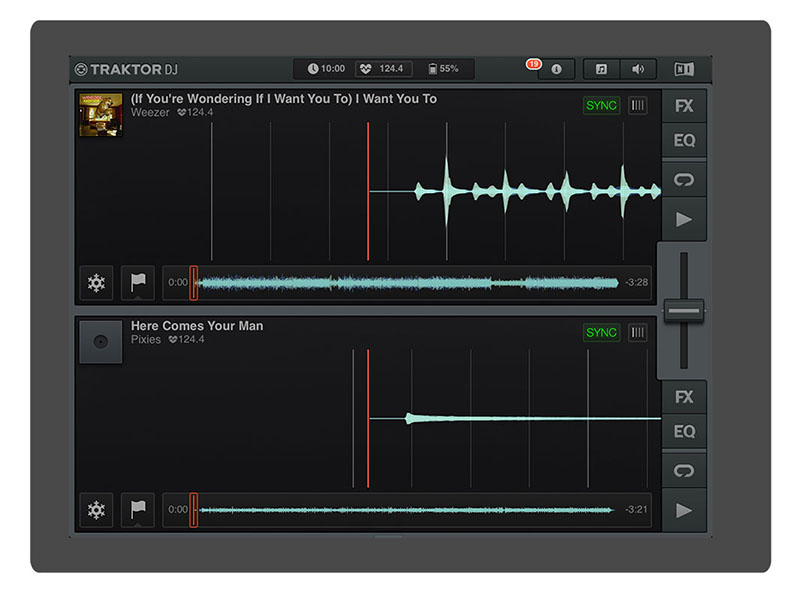 TRAKTOR DJ
10:00
124.4
55%
19
(If You're Wondering If I Want You To) I Want You To
SYNC
FX
Weezer 124.4
EQ
0:00
-3:28
Here Comes Your Man
SYNC
Pixies 124.4
FX
EQ
0:00
-3:21